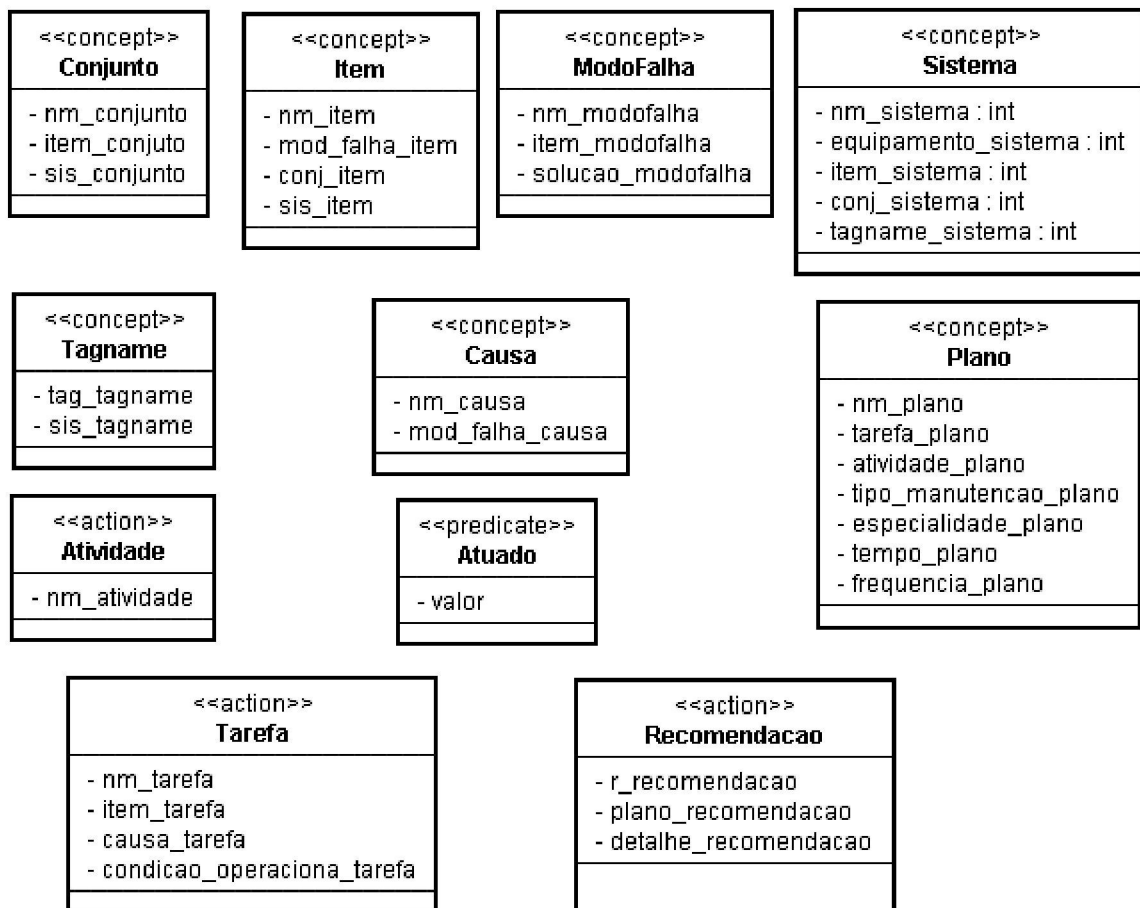 <<concept>>
Conjunto
- nm_conjunto
- item_conjuto
- sis_conjunto
<<concept>>
Item
- nm_item
- mod_falha_item
- conj_item
- sis_item
<<concept>>
ModoFalha
- nm_modofalha
- item_modofalha
- solucao_modofalha
<<concept>>
Sistema
- nm_sistema : int
- equipamento_sistema : int
- item_sistema : int
- conj_sistema : int
- tagname_sistema : int
<<concept>>
Tagname
- tag_tagname
- sis_tagname
<<concept>>
Causa
- nm_causa
- mod_falha_causa
<<concept>>
Plano
- nm_plano
- tarefa_plano
- atividade_plano
- tipo_manutencao_plano
- especialidade_plano
- tempo_plano
- frequencia_plano
<<action>>
Atividade
- nm_atividade
<<predicate>>
Atuado
- valor
<<action>>
Tarefa
- nm_tarefa
- item_tarefa
- causa_tarefa
- condicão_operaciona_tarefa
<<action>>
Recomendacao
- r_recomendacao
- plano_recomendacao
- detalhe_recomendacao